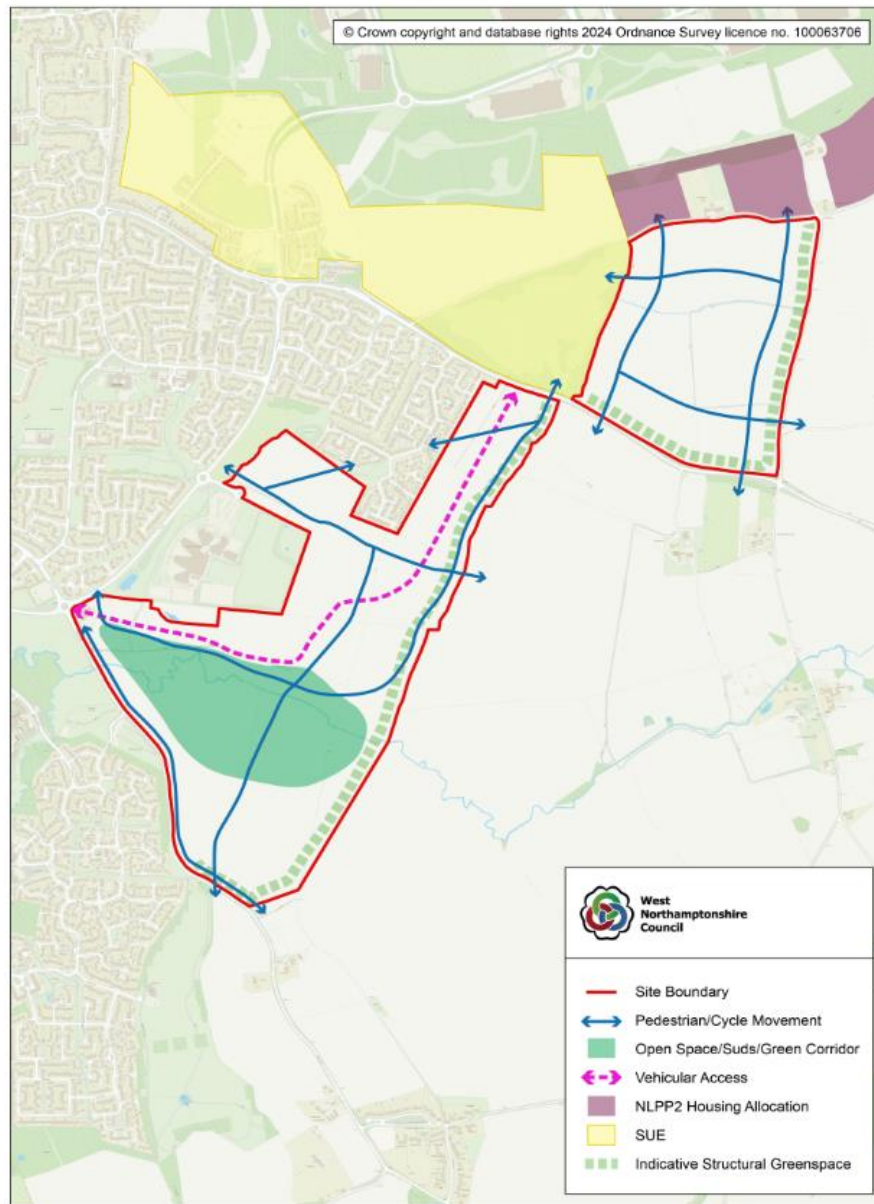 © Crown copyright and database rights 2024 Ordnance Survey licence no. 100063706
West
Northamptonshire
Council
Site Boundary
Pedestrian/Cycle Movement
Open Space/Suds/Green Corridor
Vehicular Access
NLPP2 Housing Allocation
SUE
Indicative Structural Greenspace